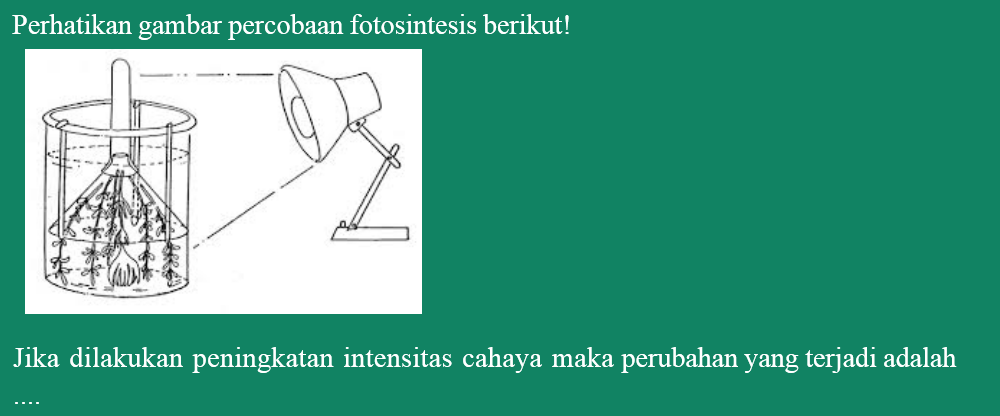 Perhatikan gambar percobaan fotosintesis berikut!
Jika dilakukan peningkatan intensitas cahaya maka perubahan yang terjadi adalah
....